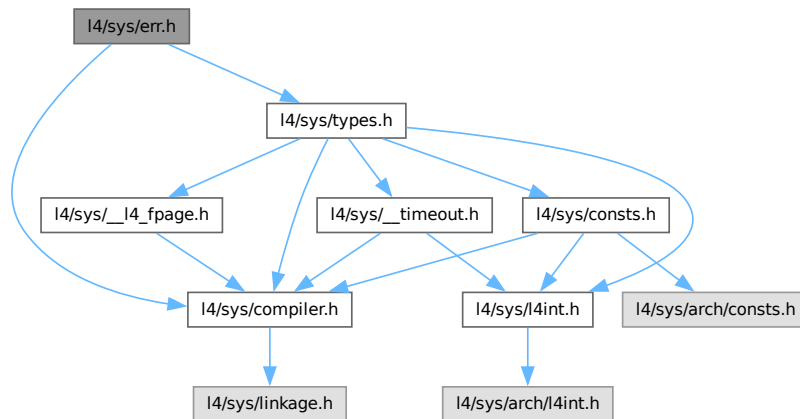 l4/sys/err.h
l4/sys/types.h
l4/sys/__l4_fpage.h
l4/sys/__timeout.h
l4/sys/consts.h
l4/sys/compiler.h
l4/sys/l4int.h
l4/sys/arch/consts.h
l4/sys/linkage.h
l4/sys/arch/l4int.h